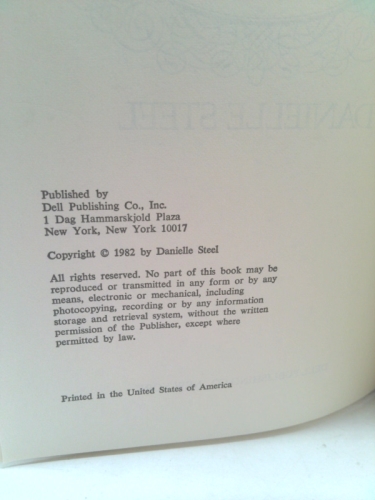 DANIELLE STEEL
Published by
Dell Publishing Co., Inc.
1 Dag Hammarskjold Plaza
New York, New York 10017
Copyright © 1982 by Danielle Steel
All rights reserved. No part of this book may be
reproduced or transmitted in any form or by any
means, electronic or mechanical, including
photocopying, recording or by any information
storage and retrieval system, without the written
permission of the Publisher, except where
permitted by law.
Printed in the United States of America